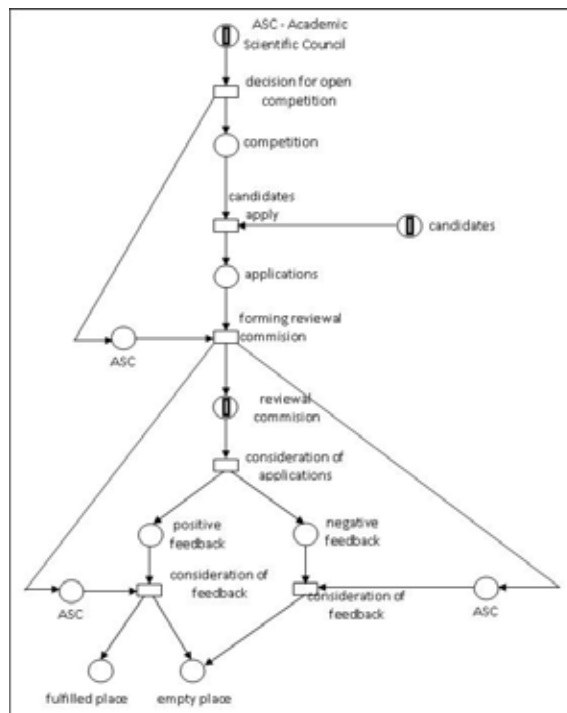 ASC - Academic
Scientific Council
decision for open
competition
competition
candidates
apply
candidates
applications
forming reviewal
commision
ASC
reviewal
commision
consideration of
applications
positive
feedback
negative
feedback
consideration of
feedback
consideration of
feedback
ASC
ASC
fulfilled place
empty place